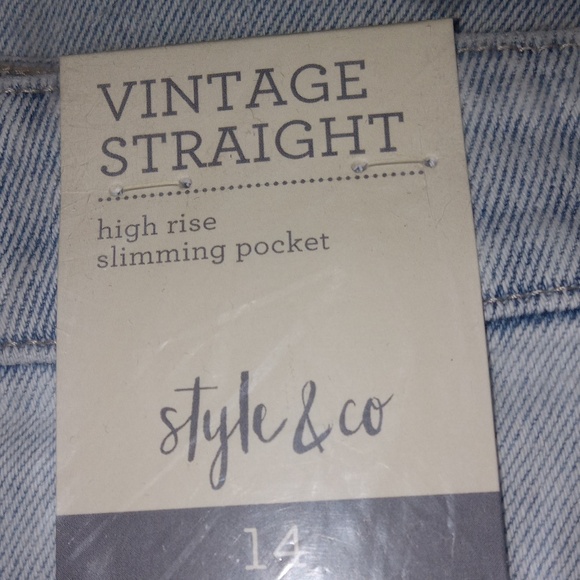 VINTAGE
STRAIGHT
high rise
slimming pocket
style & co
14